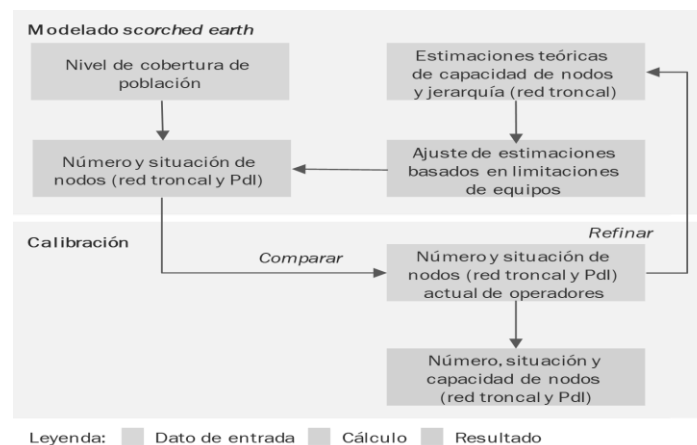 Modelado scorched earth
Nivel de cobertura de
población
Estimaciones teóricas
de capacidad de nodos
y jerarquía (red troncal)
Número y situación de
nodos (red troncal y PdI)
Ajuste de estimaciones
basados en limitaciones
de equipos
Calibración
Comparar
Refinar
Número y situación de
nodos (red troncal y PdI)
actual de operadores
Número, situación y
capacidad de nodos
(red troncal y PdI)
Leyenda: Dato de entrada Cálculo Resultado